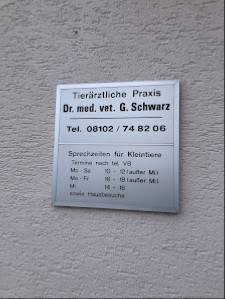 Tierärztliche Praxis
Dr. med. vet. G. Schwarz
Tel. 08102 / 74 82 06
Sprechzeiten für Kleintiere
Termine nach tel. VB
Mo - Sa 10 - 12 (außer Mi)
Mo - Fr 16 - 18 (außer Mi)
Mi 14 - 16
sowie Hausbesuche